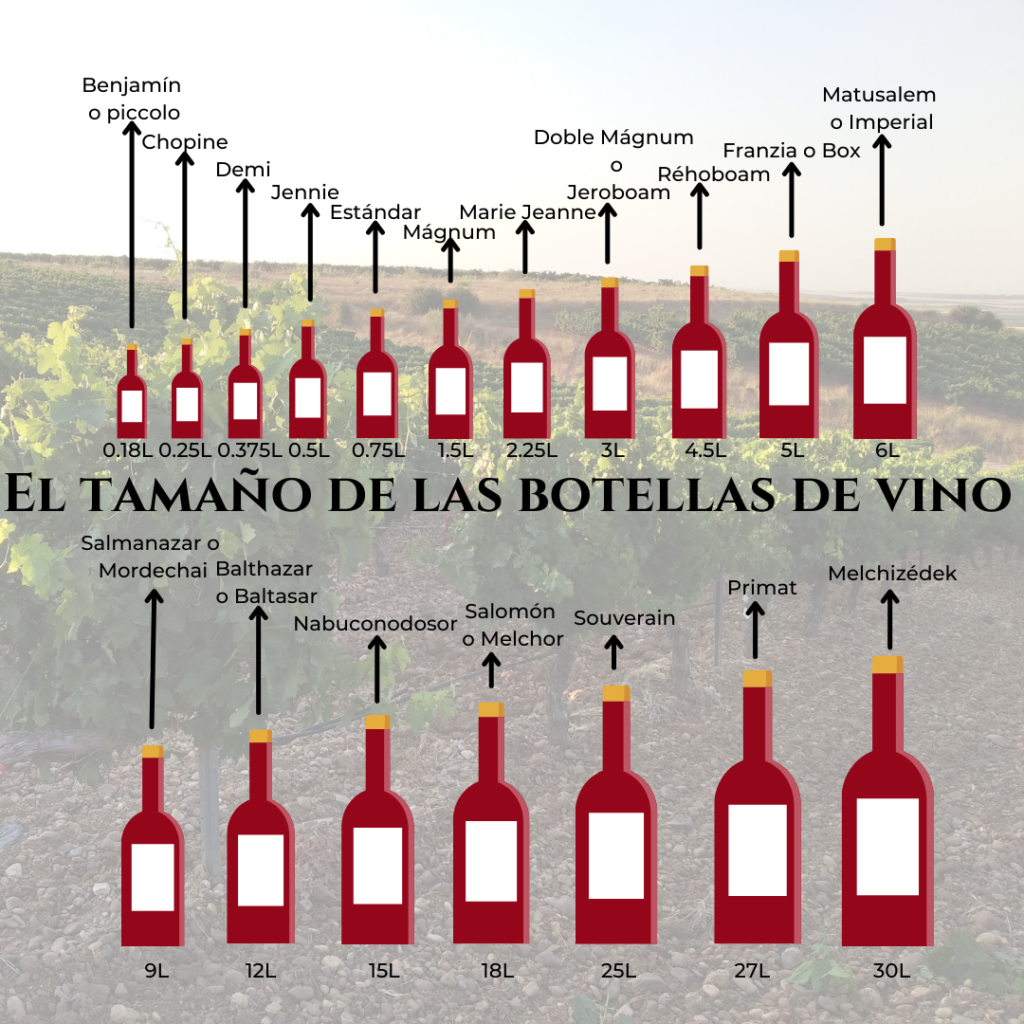 Benjamín
o piccolo
Chopine
Demi
Jennie
Estándar
Mágnum
Marie Jeanne
Doble Mágnum
o
Jeroboam
Réhoboam
Franzia o Box
Matusalem
o Imperial
0.18L 0.25L 0.375L 0.5L 0.75L 1.5L 2.25L 3L 4.5L 5L 6L
El tamaño de las botellas de vino
Salmanazar o
Mordechai
Balthazar
o Baltasar
Nabuconodosor
Salomón
o Melchor
Souverain
Primat
Melchizédek
9L 12L 15L 18L 25L 27L 30L